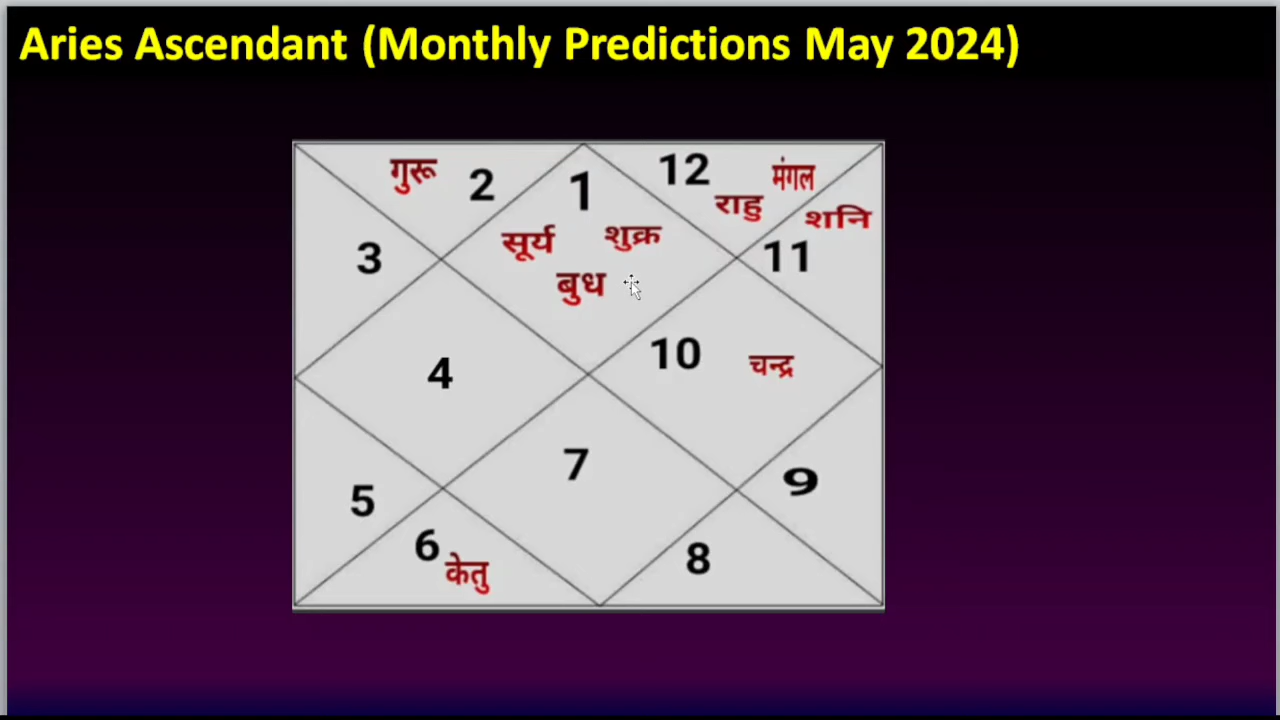 Aries Ascendant (Monthly Predictions May 2024)
गुरू 2 1 12 मंगल
राहु शनि
3 सूर्य शुक्र 11
बुध
4 10 चन्द्र
5 7 9
6 केतु 8